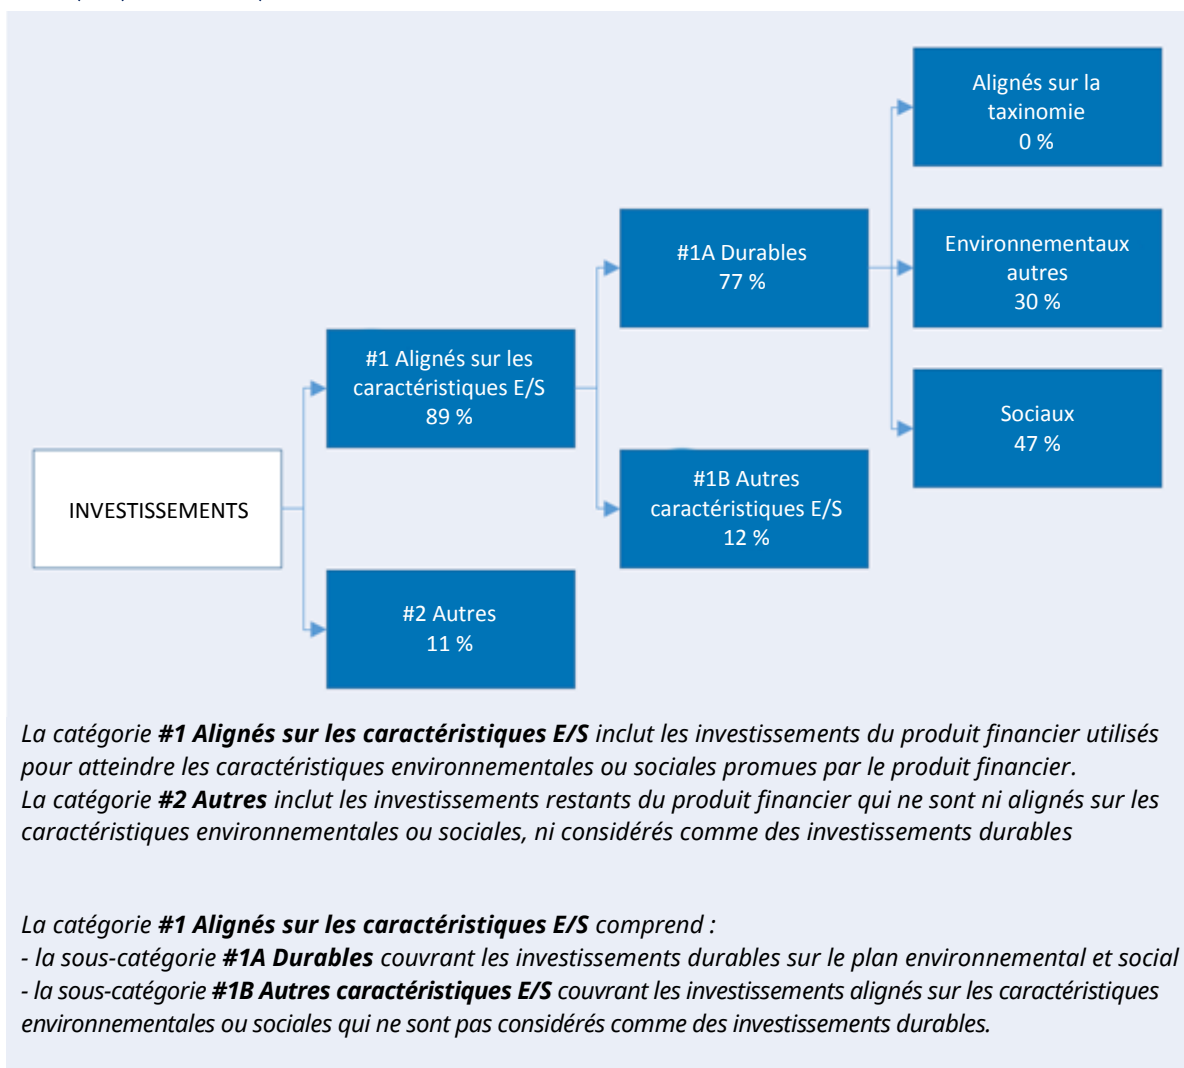 Alignés sur la
taxinomie
0 %
#1A Durables
77 %
Environnementaux
autres
30 %
#1 Alignés sur les
caractéristiques E/S
89 %
Sociaux
47 %
INVESTISSEMENTS
#1B Autres
caractéristiques E/S
12 %
#2 Autres
11 %
La catégorie #1 Alignés sur les caractéristiques E/S inclut les investissements du produit financier utilisés
pour atteindre les caractéristiques environnementales ou sociales promues par le produit financier.
La catégorie #2 Autres inclut les investissements restants du produit financier qui ne sont ni alignés sur les
caractéristiques environnementales ou sociales, ni considérés comme des investissements durables
La catégorie #1 Alignés sur les caractéristiques E/S comprend :
- la sous-catégorie #1A Durables couvrant les investissements durables sur le plan environmental et social
- la sous-catégorie #1B Autres caractéristiques E/S couvrant les investissements alignés sur les caractéristiques
environnementales ou sociales qui ne sont pas considérés comme des investissements durables.